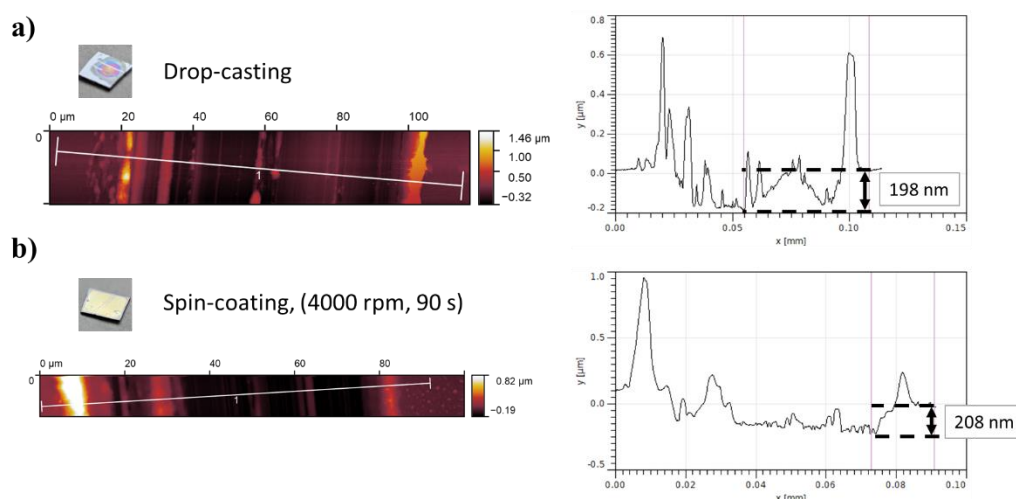 a)
Drop-casting
0 µm 20 40 60 80 100
0
1
1.46 µm
1.00
0.50
−0.32
y [µm]
0.8
0.6
0.4
0.2
0.0
-0.2
0.00 0.05 0.10 0.15
x [mm]
198 nm
b)
Spin-coating, (4000 rpm, 90 s)
0 µm 20 40 60 80
0
1
0.82 µm
−0.19
y [µm]
1.0
0.5
0.0
-0.5
0.00 0.02 0.04 0.06 0.08 0.10
x [mm]
208 nm